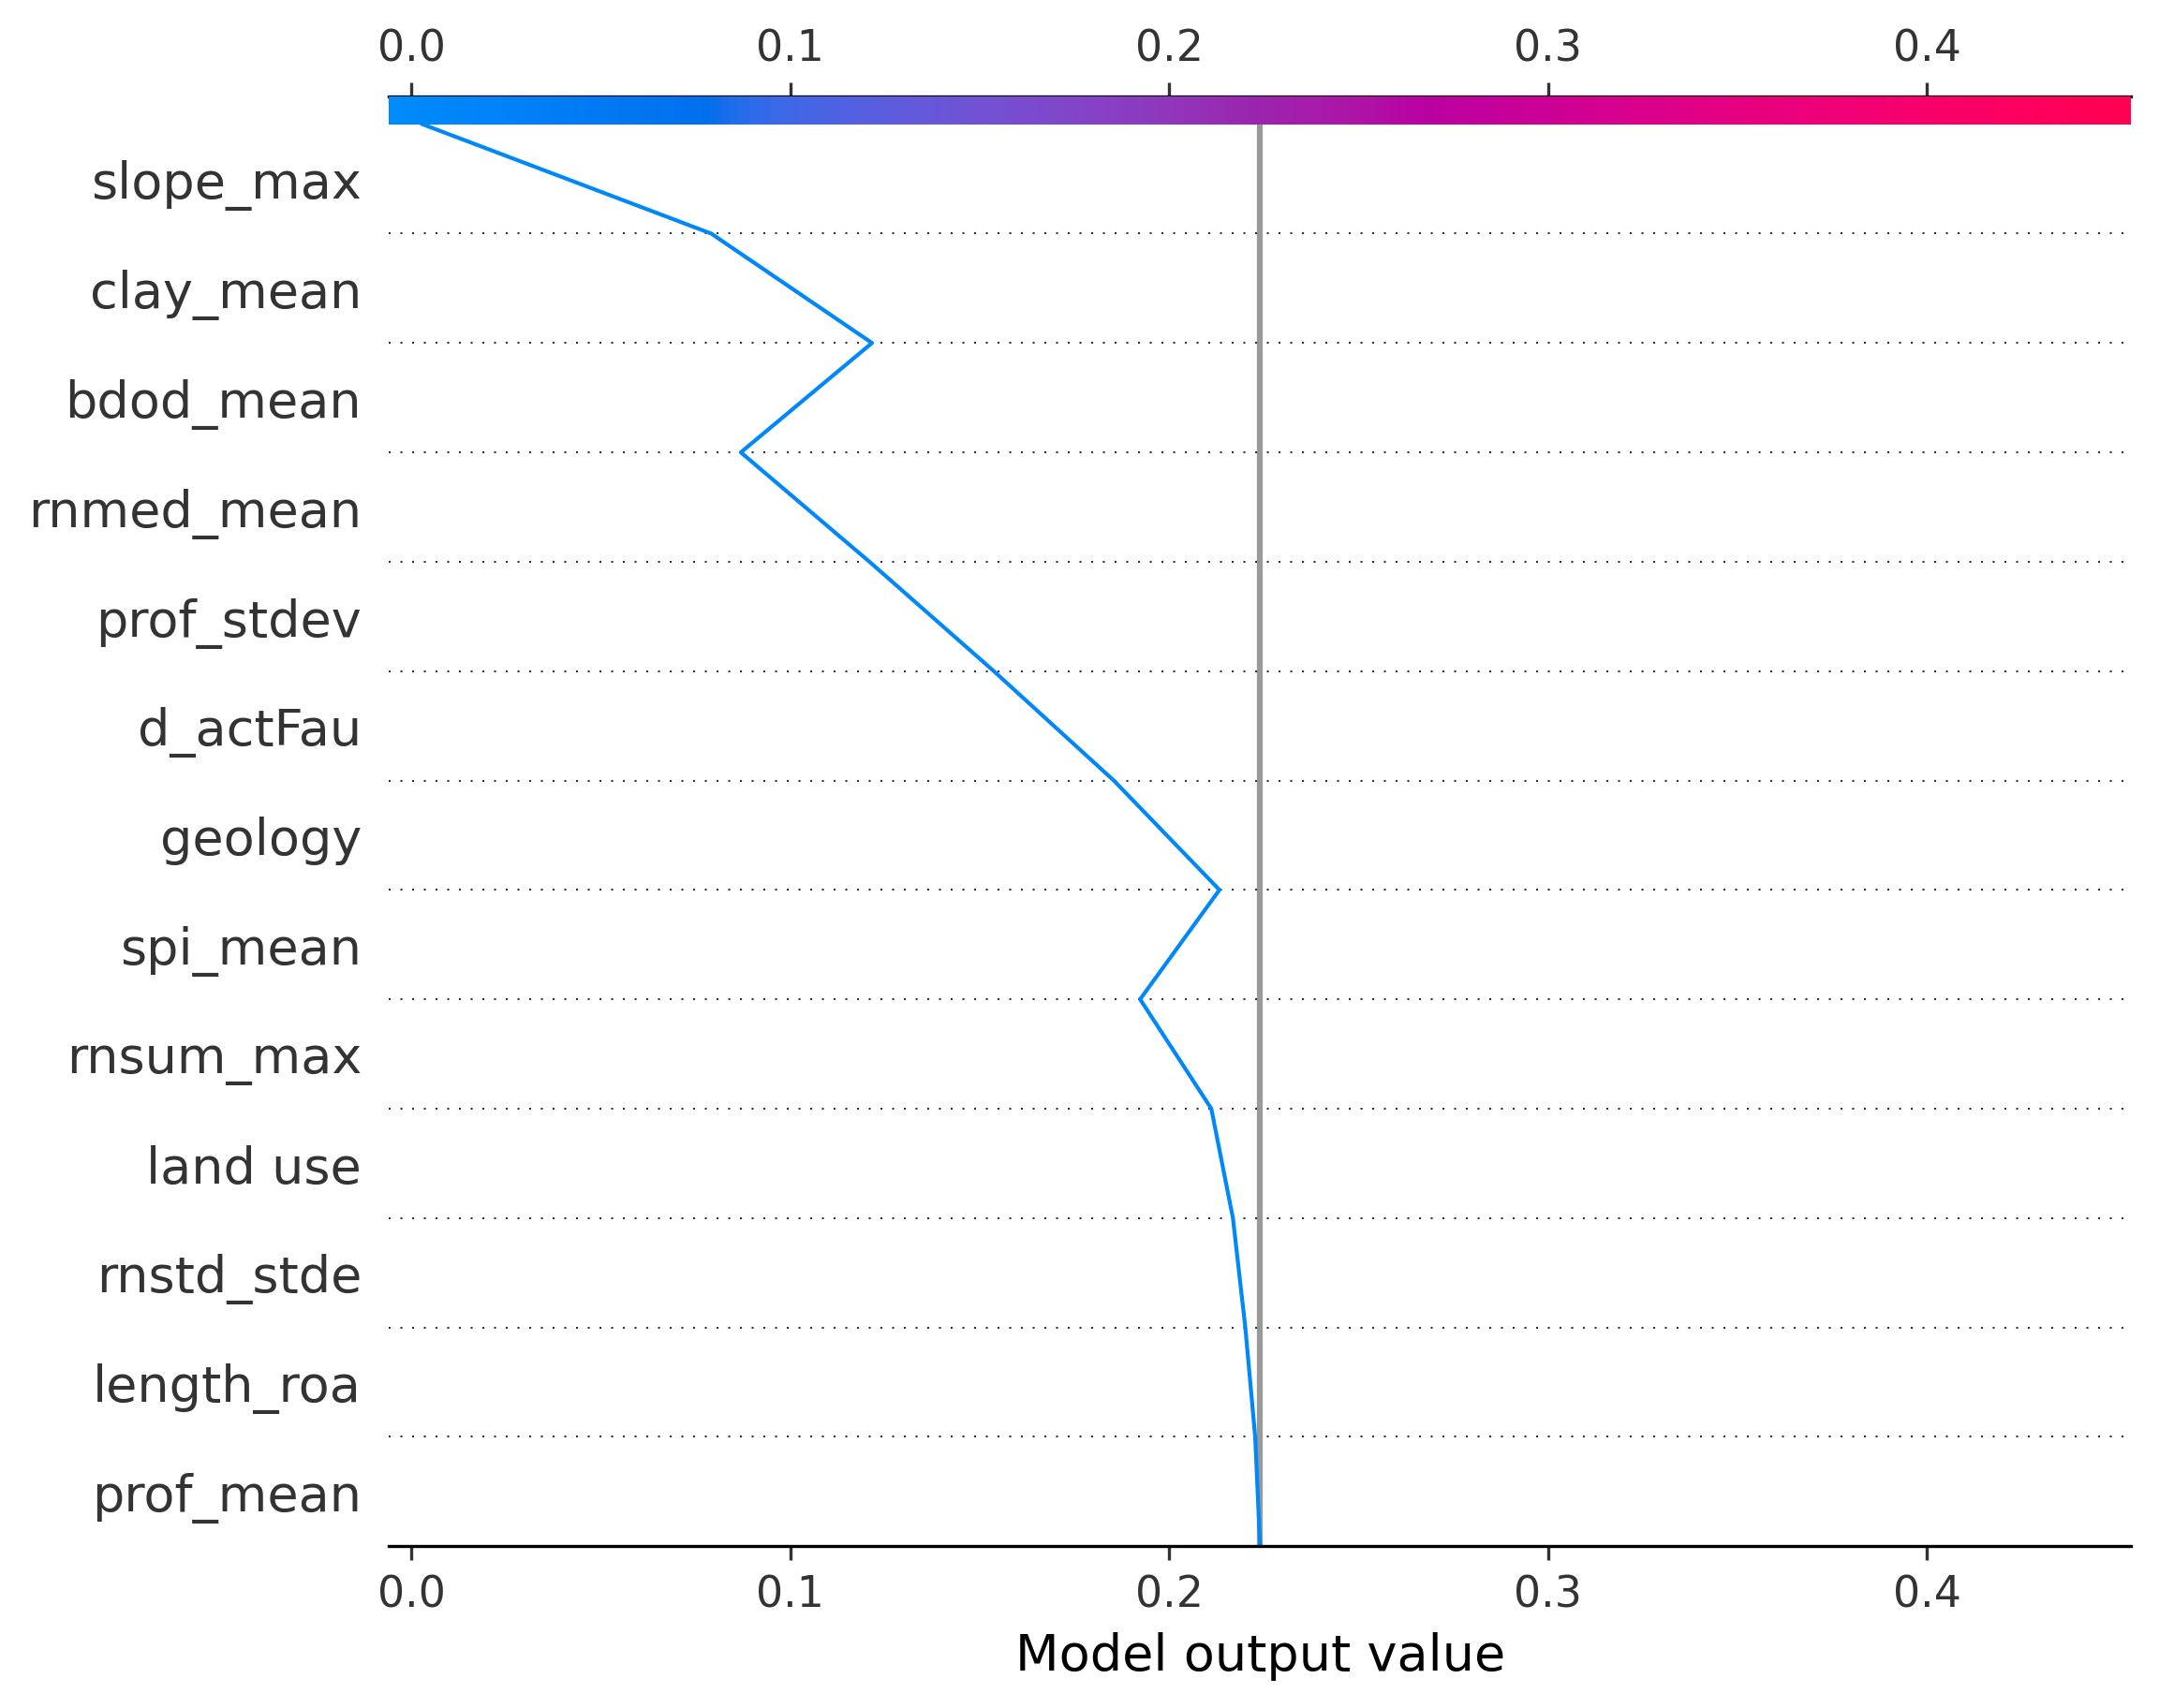 0.0 0.1 0.2 0.3 0.4
slope_max
clay_mean
bdod_mean
rnmed_mean
prof_stdev
d_actFau
geology
spi_mean
rnsum_max
land use
rnstd_stde
length_roa
prof_mean
0.0 0.1 0.2 0.3 0.4
Model output value